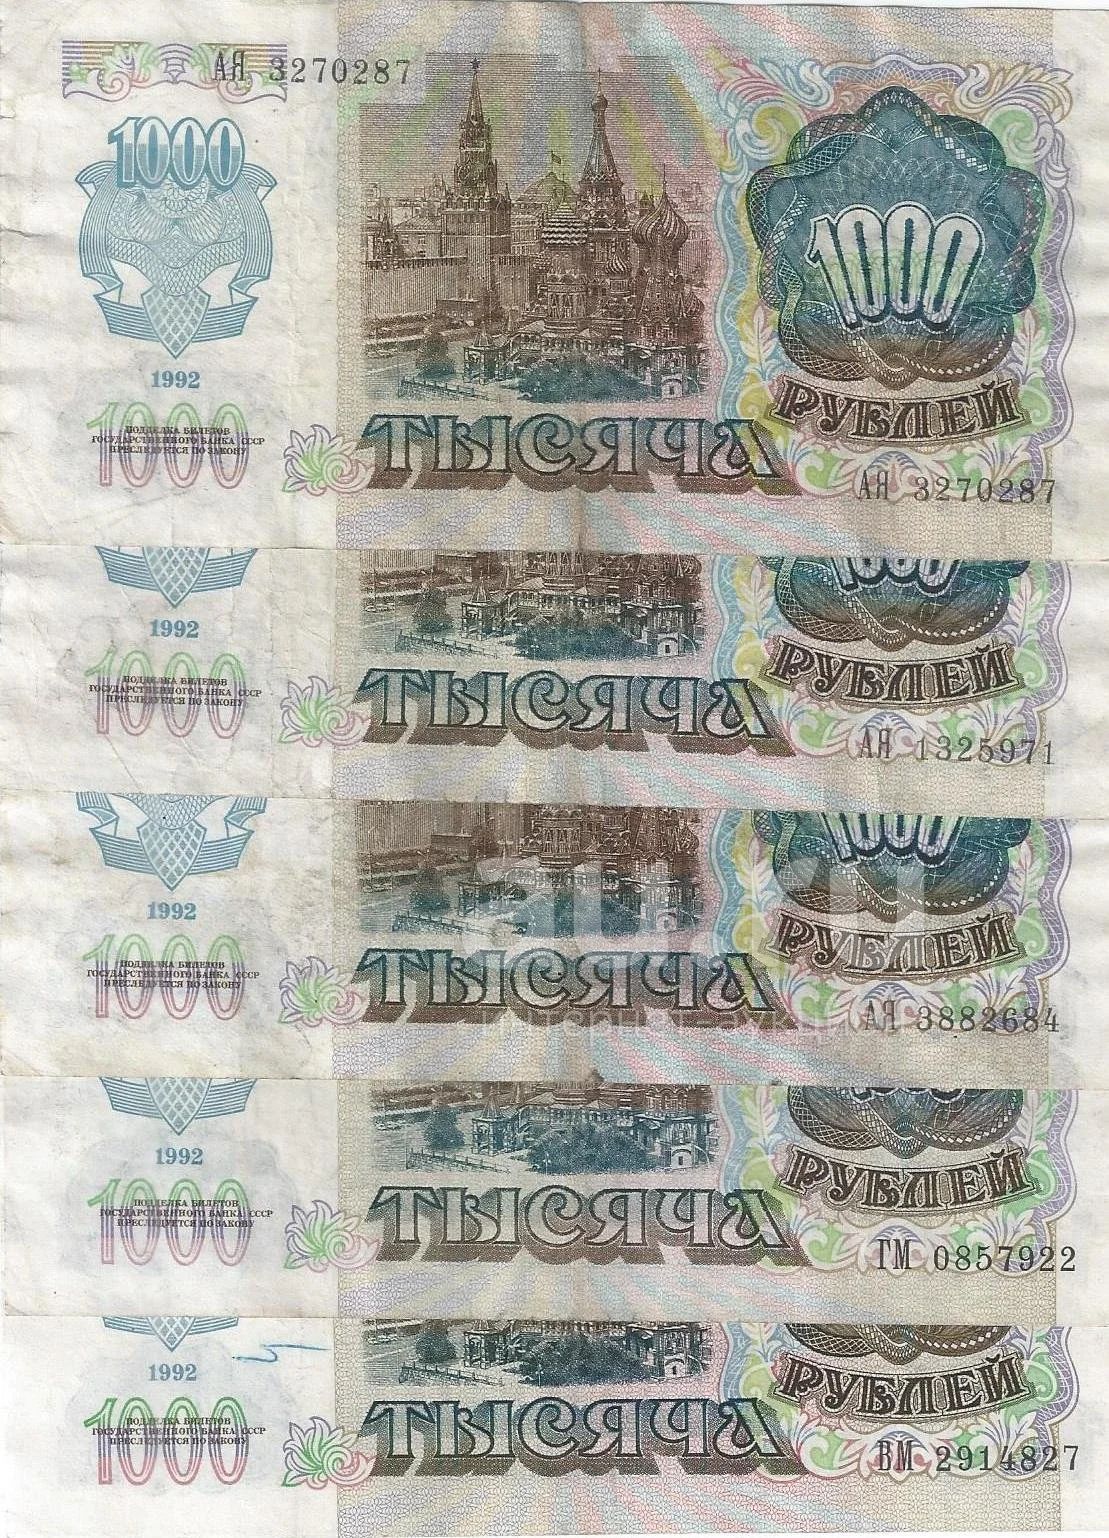 АЯ 3270287
1000
1000
РУБЛЕЙ
1992
1000
ПОДДЕЛКА БИЛЕТОВ
ГОСУДАРСТВЕННОГО БАНКА СССР
ПРЕСЛЕДУЕТСЯ ПО ЗАКОНУ
ТЫСЯЧА
АЯ 3270287
1000
РУБЛЕЙ
1992
1000
ПОДДЕЛКА БИЛЕТОВ
ГОСУДАРСТВЕННОГО БАНКА СССР
ПРЕСЛЕДУЕТСЯ ПО ЗАКОНУ
ТЫСЯЧА
АЯ 1325971
1000
РУБЛЕЙ
1992
1000
ПОДДЕЛКА БИЛЕТОВ
ГОСУДАРСТВЕННОГО БАНКА СССР
ПРЕСЛЕДУЕТСЯ ПО ЗАКОНУ
ТЫСЯЧА
АЯ 3882684
РУБЛЕЙ
1992
1000
ПОДДЕЛКА БИЛЕТОВ
ГОСУДАРСТВЕННОГО БАНКА СССР
ПРЕСЛЕДУЕТСЯ ПО ЗАКОНУ
ТЫСЯЧА
ГМ 0857922
РУБЛЕЙ
1992
1000
ПОДДЕЛКА БИЛЕТОВ
ГОСУДАРСТВЕННОГО БАНКА СССР
ПРЕСЛЕДУЕТСЯ ПО ЗАКОНУ
ТЫСЯЧА
ВМ 2914827